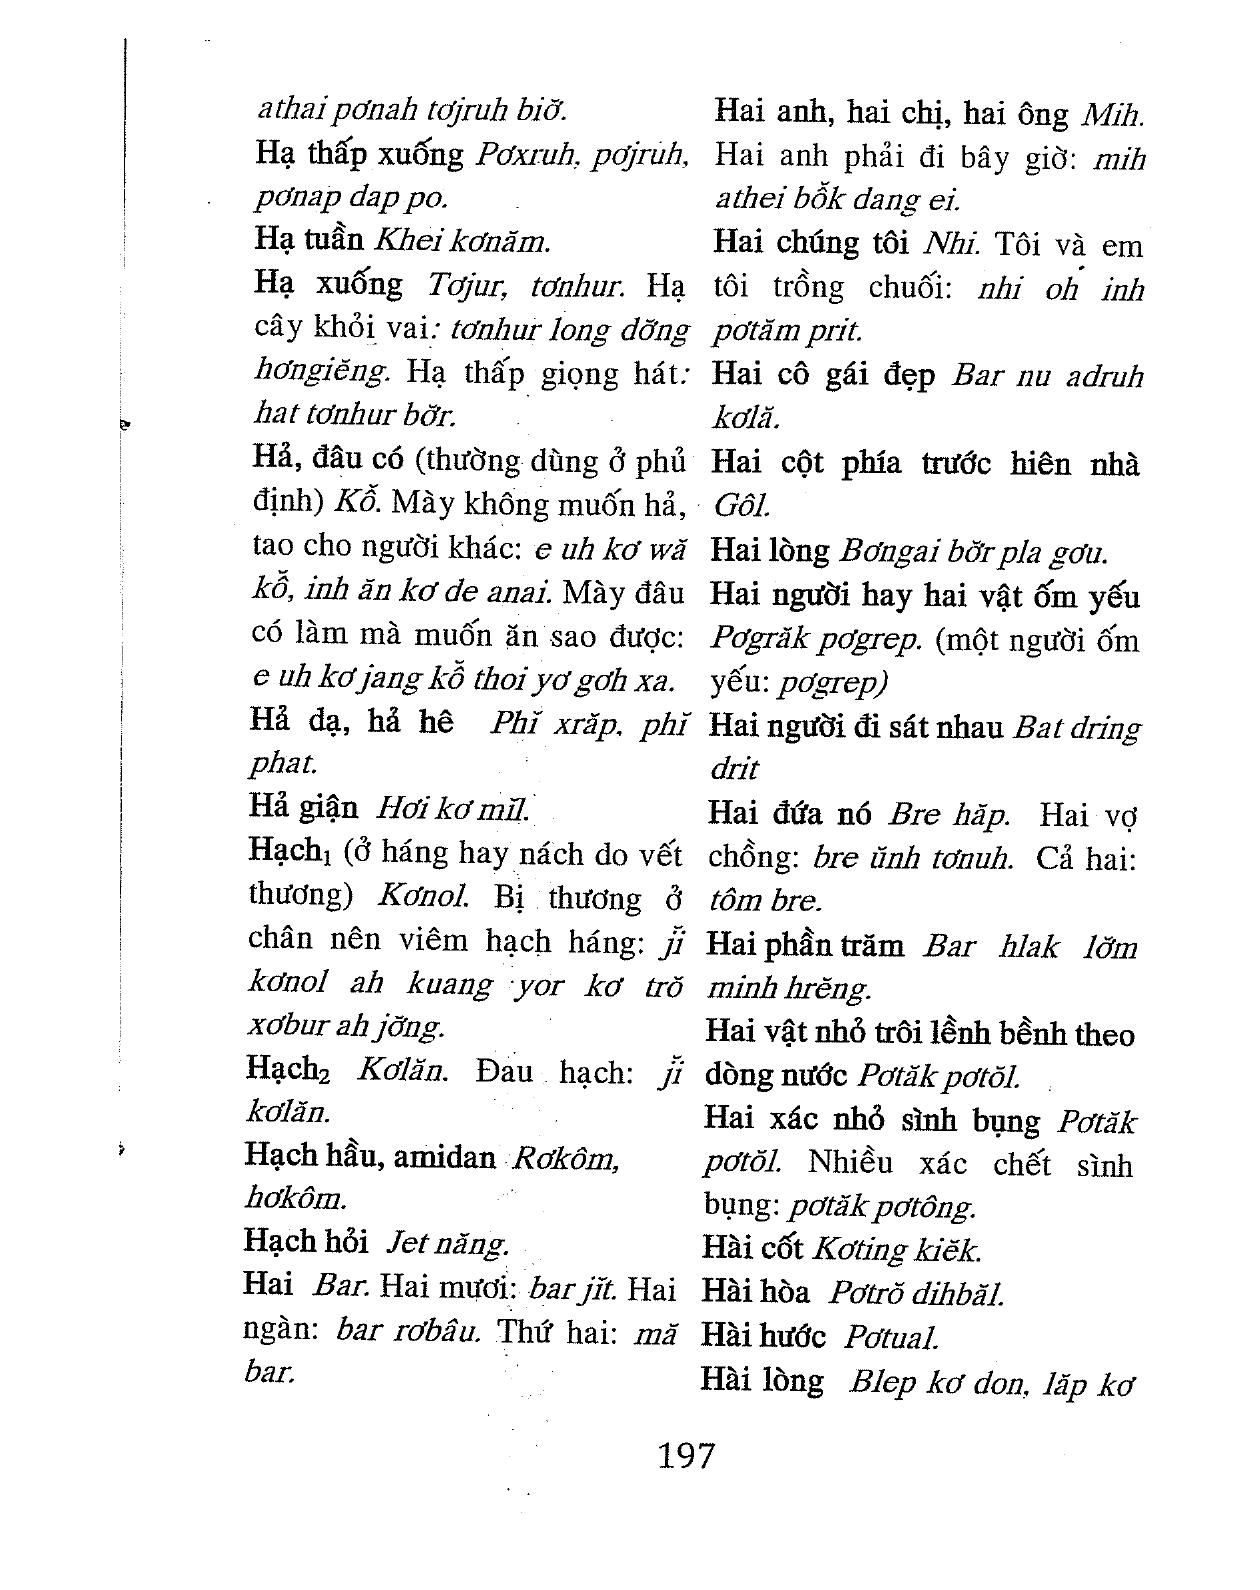 athai pơnah tơjruh biơ̆.
Hạ thấp xuống Pơxruh, pơjruh,
pơnap dap po.
Hạ tuần Khei kơnăm.
Hạ xuống Tơjur, tơnhur. Hạ
cây khỏi vai: tơnhur long dơ̆ng
hơngiĕng. Hạ thấp giọng hát:
hat tơnhur bơ̆r.
Hả, đâu có (thường dùng ở phủ
định) Kô̆. Mày không muốn hả,
tao cho người khác: e uh kơ wă
kô̆, inh ăn kơ de anai. Mày đâu
có làm mà muốn ăn sao được:
e uh kơ jang kô̆ thoi yơ gơh xa.
Hả dạ, hả hê Phĭ xrăp, phĭ
phat.
Hả giận Hơi kơ mĭl.
Hạch₁ (ở háng hay nách do vết
thương) Kơnol. Bị thương ở
chân nên viêm hạch háng: jĭ
kơnol ah kuang yor kơ trŏ
xơbur ah jơ̆ng.
Hạch₂ Kơlăn. Đau hạch: jĭ
kơlăn.
Hạch hầu, amidan Rơkôm,
hơkôm.
Hạch hỏi Jet năng.
Hai Bar. Hai mươi: bar jĭt. Hai
ngàn: bar rơbâu. Thứ hai: mă
bar.
Hai anh, hai chị, hai ông Mih.
Hai anh phải đi bây giờ: mih
athei bô̆k dang ei.
Hai chúng tôi Nhi. Tôi và em
tôi trồng chuối: nhi oh inh
pơtăm prit.
Hai cô gái đẹp Bar nu adruh
kơlă.
Hai cột phía trước hiên nhà
Gôl.
Hai lòng Bơngai bơ̆r pla gơu.
Hai người hay hai vật ốm yếu
Pơgrăk pơgrep. (một người ốm
yếu: pơgrep)
Hai người đi sát nhau Bat dring
drit
Hai đứa nó Bre hăp. Hai vợ
chồng: bre ŭnh tơnuh. Cả hai:
tôm bre.
Hai phần trăm Bar hlak lơ̆m
minh hrĕng.
Hai vật nhỏ trôi lềnh bềnh theo
dòng nước Pơtăk pơtŏl.
Hai xác nhỏ sình bụng Pơtăk
pơtŏl. Nhiều xác chết sình
bụng: pơtăk pơtông.
Hài cốt Kơting kiĕk.
Hài hòa Pơtrŏ dihbăl.
Hài hước Pơtual.
Hài lòng Blep kơ don, lăp kơ
197